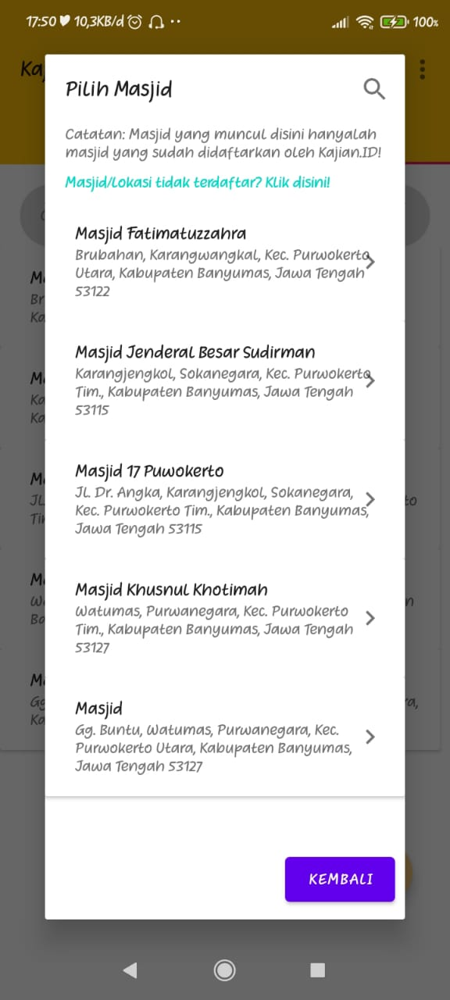 17:50 10,3KB/d 100%
Ka
Pilih Masjid
Catatan: Masjid yang muncul disini hanyalah
masjid yang sudah didaftarkan oleh Kajian.ID!
Masjid/Lokasi tidak terdaftar? Klik disini!
Masjid Fatimatuzzahra
Brubahan, Karangwangkal, Kec. Purwokerto
Utara, Kabupaten Banyumas, Jawa Tengah
53122
Masjid Jenderal Besar Sudirman
Karangjengkol, Sokanegara, Kec. Purwokerto
Tim., Kabupaten Banyumas, Jawa Tengah
53115
Masjid 17 Puwokerto
JL. Dr. Angka, Karangjengkol, Sokanegara,
Kec. Purwokerto Tim., Kabupaten Banyumas,
Jawa Tengah 53115
Masjid Khusnul Khotimah
Watumas, Purwanegara, Kec. Purwokerto
Tim., Kabupaten Banyumas, Jawa Tengah
53127
Masjid
Gg. Buntu, Watumas, Purwanegara, Kec.
Purwokerto Utara, Kabupaten Banyumas,
Jawa Tengah 53127
KEMBALI